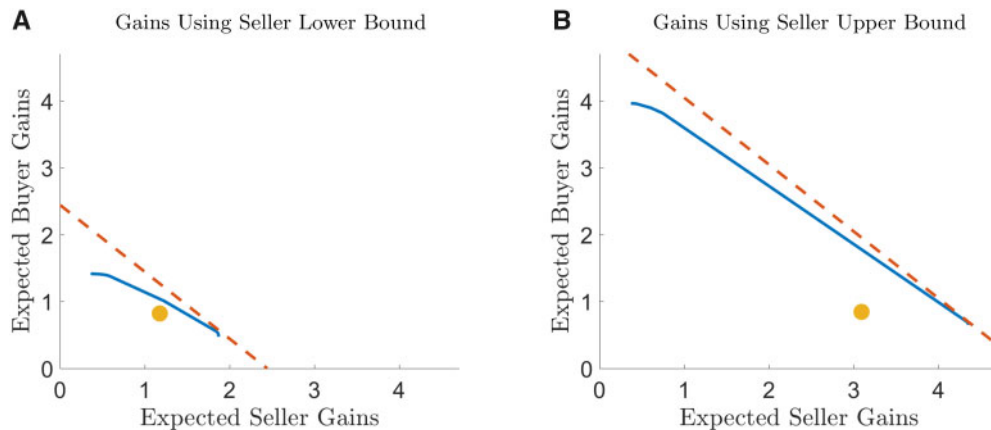 A
Gains Using Seller Lower Bound
4
3
2
1
0
Expected Buyer Gains
0 1 2 3 4
Expected Seller Gains
B
Gains Using Seller Upper Bound
4
3
2
1
0
Expected Buyer Gains
0 1 2 3 4
Expected Seller Gains